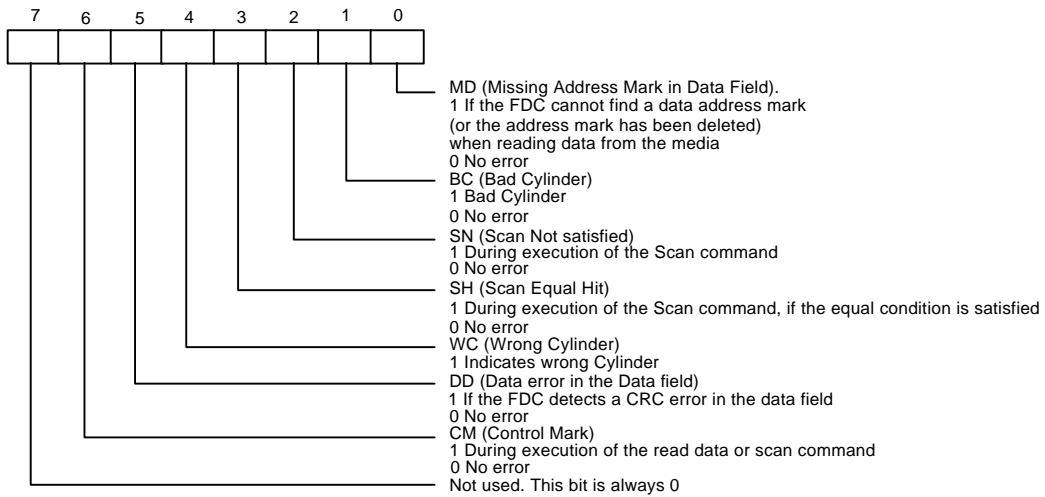 7 6 5 4 3 2 1 0
MD (Missing Address Mark in Data Field).
1 If the FDC cannot find a data address mark
(or the address mark has been deleted)
when reading data from the media
0 No error
BC (Bad Cylinder)
1 Bad Cylinder
0 No error
SN (Scan Not satisfied)
1 During execution of the Scan command
0 No error
SH (Scan Equal Hit)
1 During execution of the Scan command, if the equal condition is satisfied
0 No error
WC (Wrong Cylinder)
1 Indicates wrong Cylinder
DD (Data error in the Data field)
1 If the FDC detects a CRC error in the data field
0 No error
CM (Control Mark)
1 During execution of the read data or scan command
0 No error
Not used. This bit is always 0